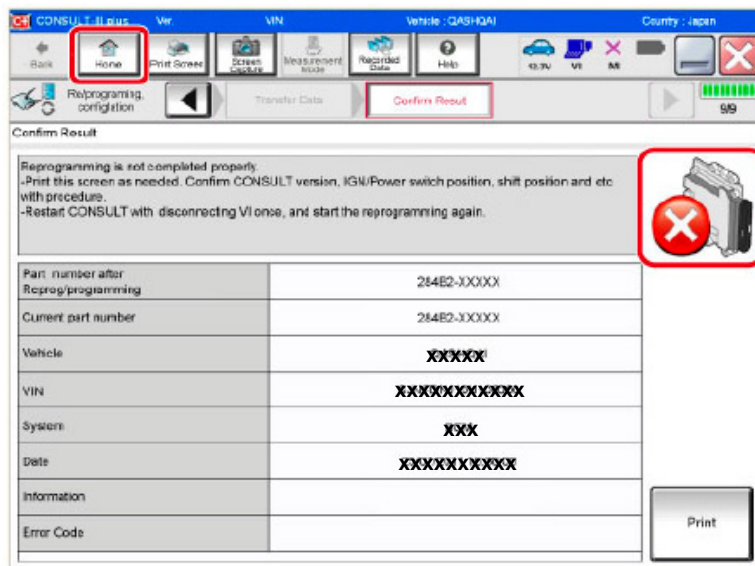 CONSULT-III plus Ver. VIN Vehicle : QASHQAI Country : Japan
Back Home Print Screen Screen Capture Measurement Mode Recorded Data Help 12.3V VI MI
Re/programing, configlation Transfer Data Confirm Result 9/9
Confirm Result
Reprogramming is not completed properly.
-Print this screen as needed. Confirm CONSULT version, IGN/Power switch position, shift position and etc
with procedure.
-Restart CONSULT with disconnecting VI once, and start the reprogramming again.
Part number after
Reprog/programming
284E2-XXXXX
Current part number
284E2-XXXXX
Vehicle
XXXXX
VIN
XXXXXXXXXXX
System
XXX
Date
XXXXXXXXXX
Information
Error Code
Print